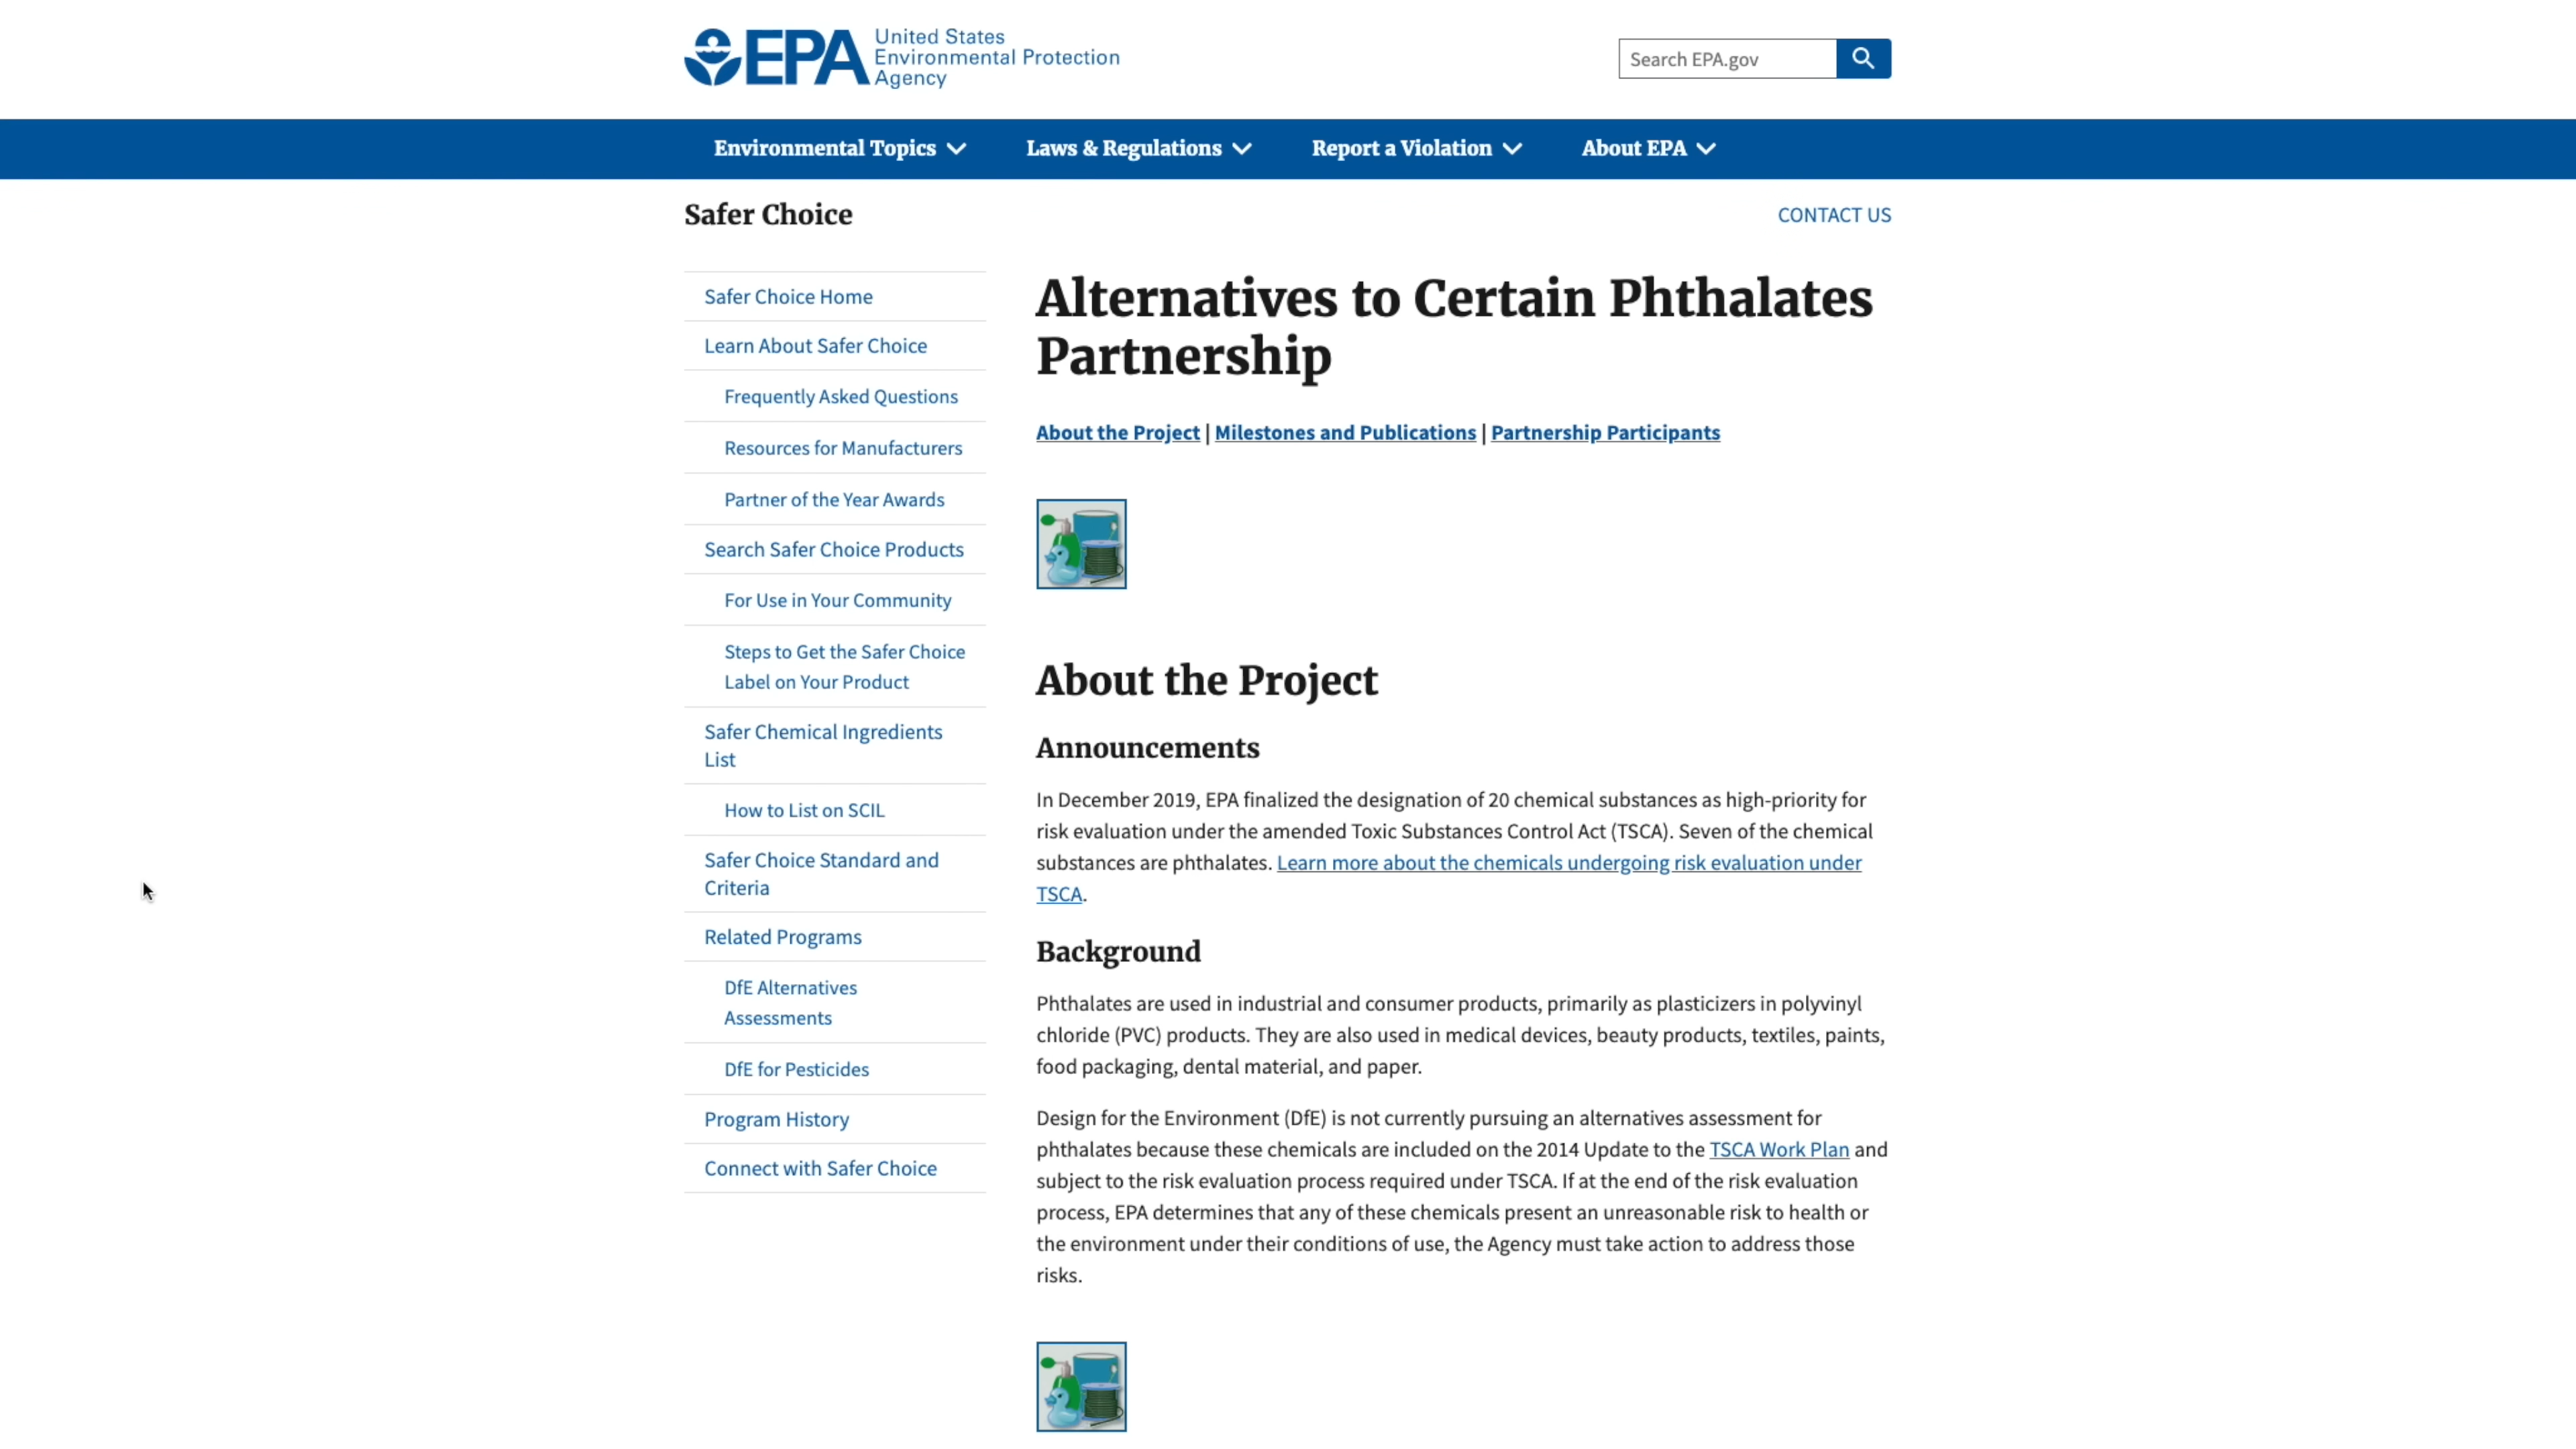 EPA
United States
Environmental Protection
Agency
Search EPA.gov
Environmental Topics
Laws & Regulations
Report a Violation
About EPA
Safer Choice
CONTACT US
Safer Choice Home
Learn About Safer Choice
Frequently Asked Questions
Resources for Manufacturers
Partner of the Year Awards
Search Safer Choice Products
For Use in Your Community
Steps to Get the Safer Choice
Label on Your Product
Safer Chemical Ingredients
List
How to List on SCIL
Safer Choice Standard and
Criteria
Related Programs
DfE Alternatives
Assessments
DfE for Pesticides
Program History
Connect with Safer Choice
Alternatives to Certain Phthalates
Partnership
About the Project | Milestones and Publications | Partnership Participants
About the Project
Announcements
In December 2019, EPA finalized the designation of 20 chemical substances as high-priority for
risk evaluation under the amended Toxic Substances Control Act (TSCA). Seven of the chemical
substances are phthalates. Learn more about the chemicals undergoing risk evaluation under
TSCA.
Background
Phthalates are used in industrial and consumer products, primarily as plasticizers in polyvinyl
chloride (PVC) products. They are also used in medical devices, beauty products, textiles, paints,
food packaging, dental material, and paper.
Design for the Environment (DfE) is not currently pursuing an alternatives assessment for
phthalates because these chemicals are included on the 2014 Update to the TSCA Work Plan and
subject to the risk evaluation process required under TSCA. If at the end of the risk evaluation
process, EPA determines that any of these chemicals present an unreasonable risk to health or
the environment under their conditions of use, the Agency must take action to address those
risks.